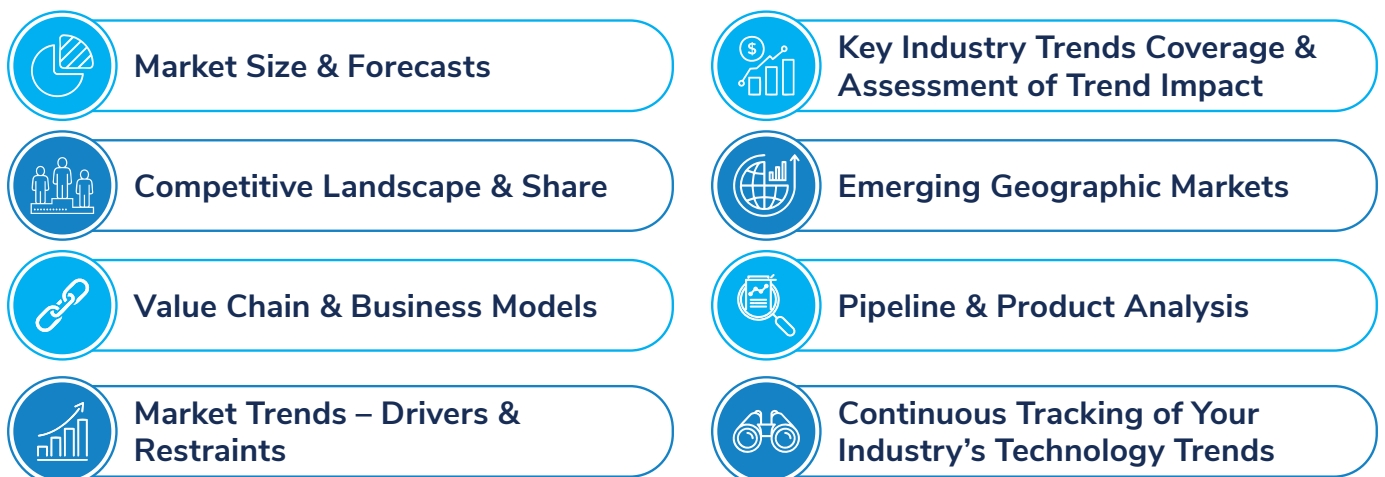 Market Size & Forecasts
Key Industry Trends Coverage &
Assessment of Trend Impact
Competitive Landscape & Share
Emerging Geographic Markets
Value Chain & Business Models
Pipeline & Product Analysis
Market Trends – Drivers &
Restraints
Continuous Tracking of Your
Industry’s Technology Trends
$